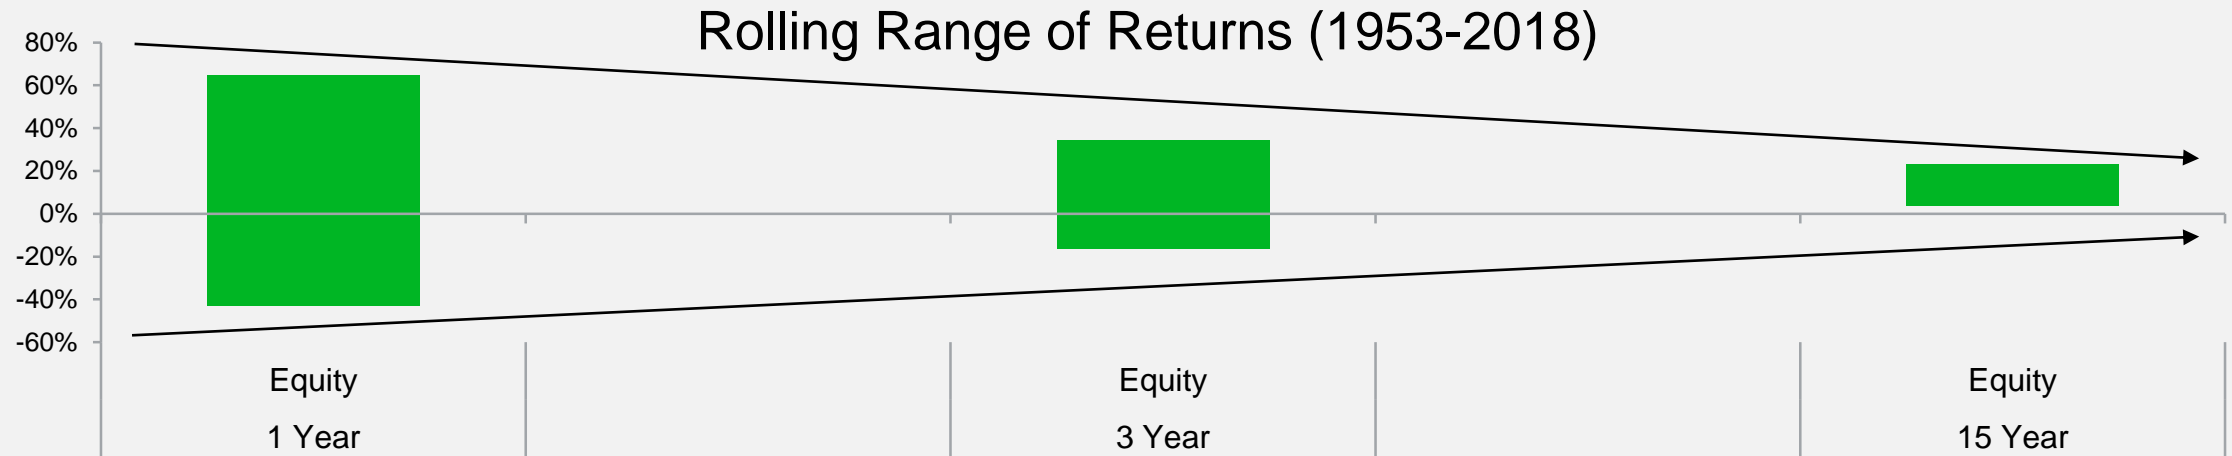 Rolling Range of Returns (1953-2018)
80%
60%
40%
20%
0%
-20%
-40%
-60%
Equity Equity Equity
1 Year 3 Year 15 Year